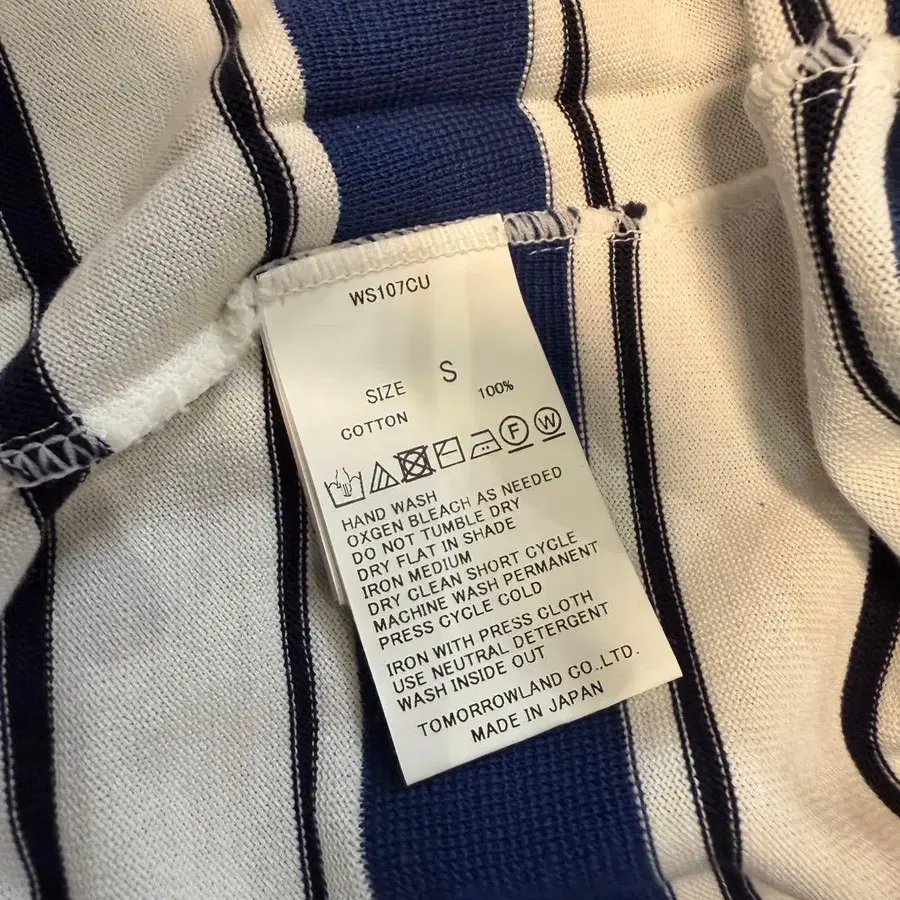 WS107CU
SIZE S
COTTON 100%
F W
HAND WASH
OXGEN BLEACH AS NEEDED
DO NOT TUMBLE DRY
DRY FLAT IN SHADE
IRON MEDIUM
DRY CLEAN SHORT CYCLE
MACHINE WASH PERMANENT
PRESS CYCLE COLD
IRON WITH PRESS CLOTH
USE NEUTRAL DETERGENT
WASH INSIDE OUT
TOMORROWLAND CO.,LTD.
MADE IN JAPAN